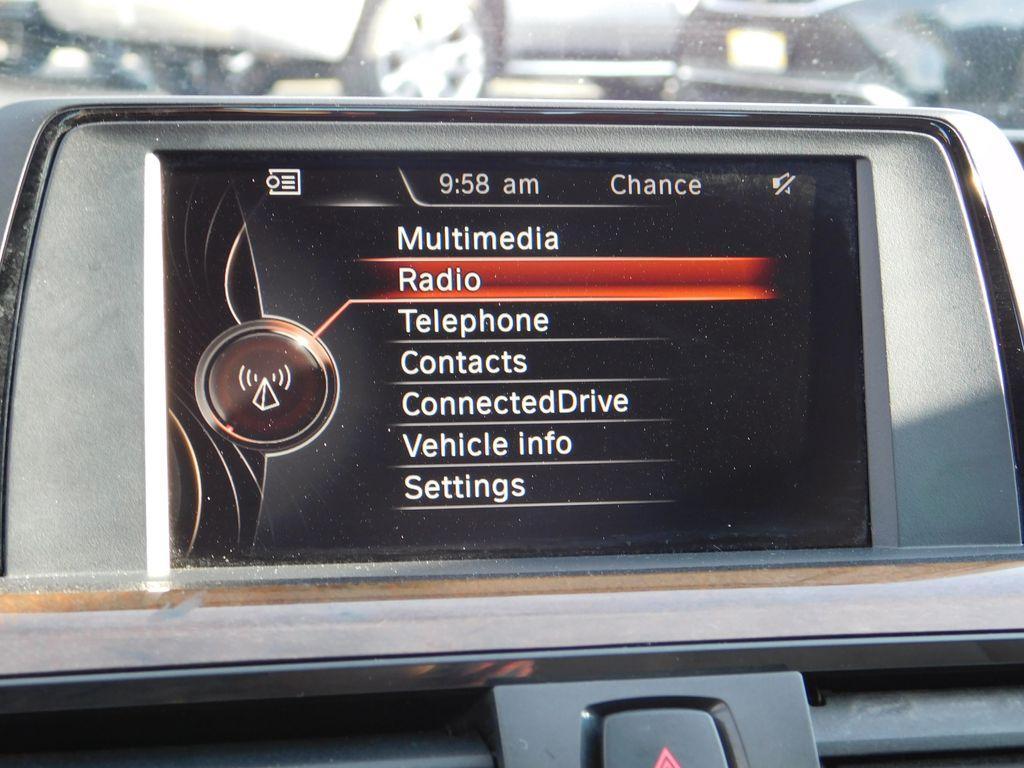 9:58 am Chance
Multimedia
Radio
Telephone
Contacts
ConnectedDrive
Vehicle info
Settings